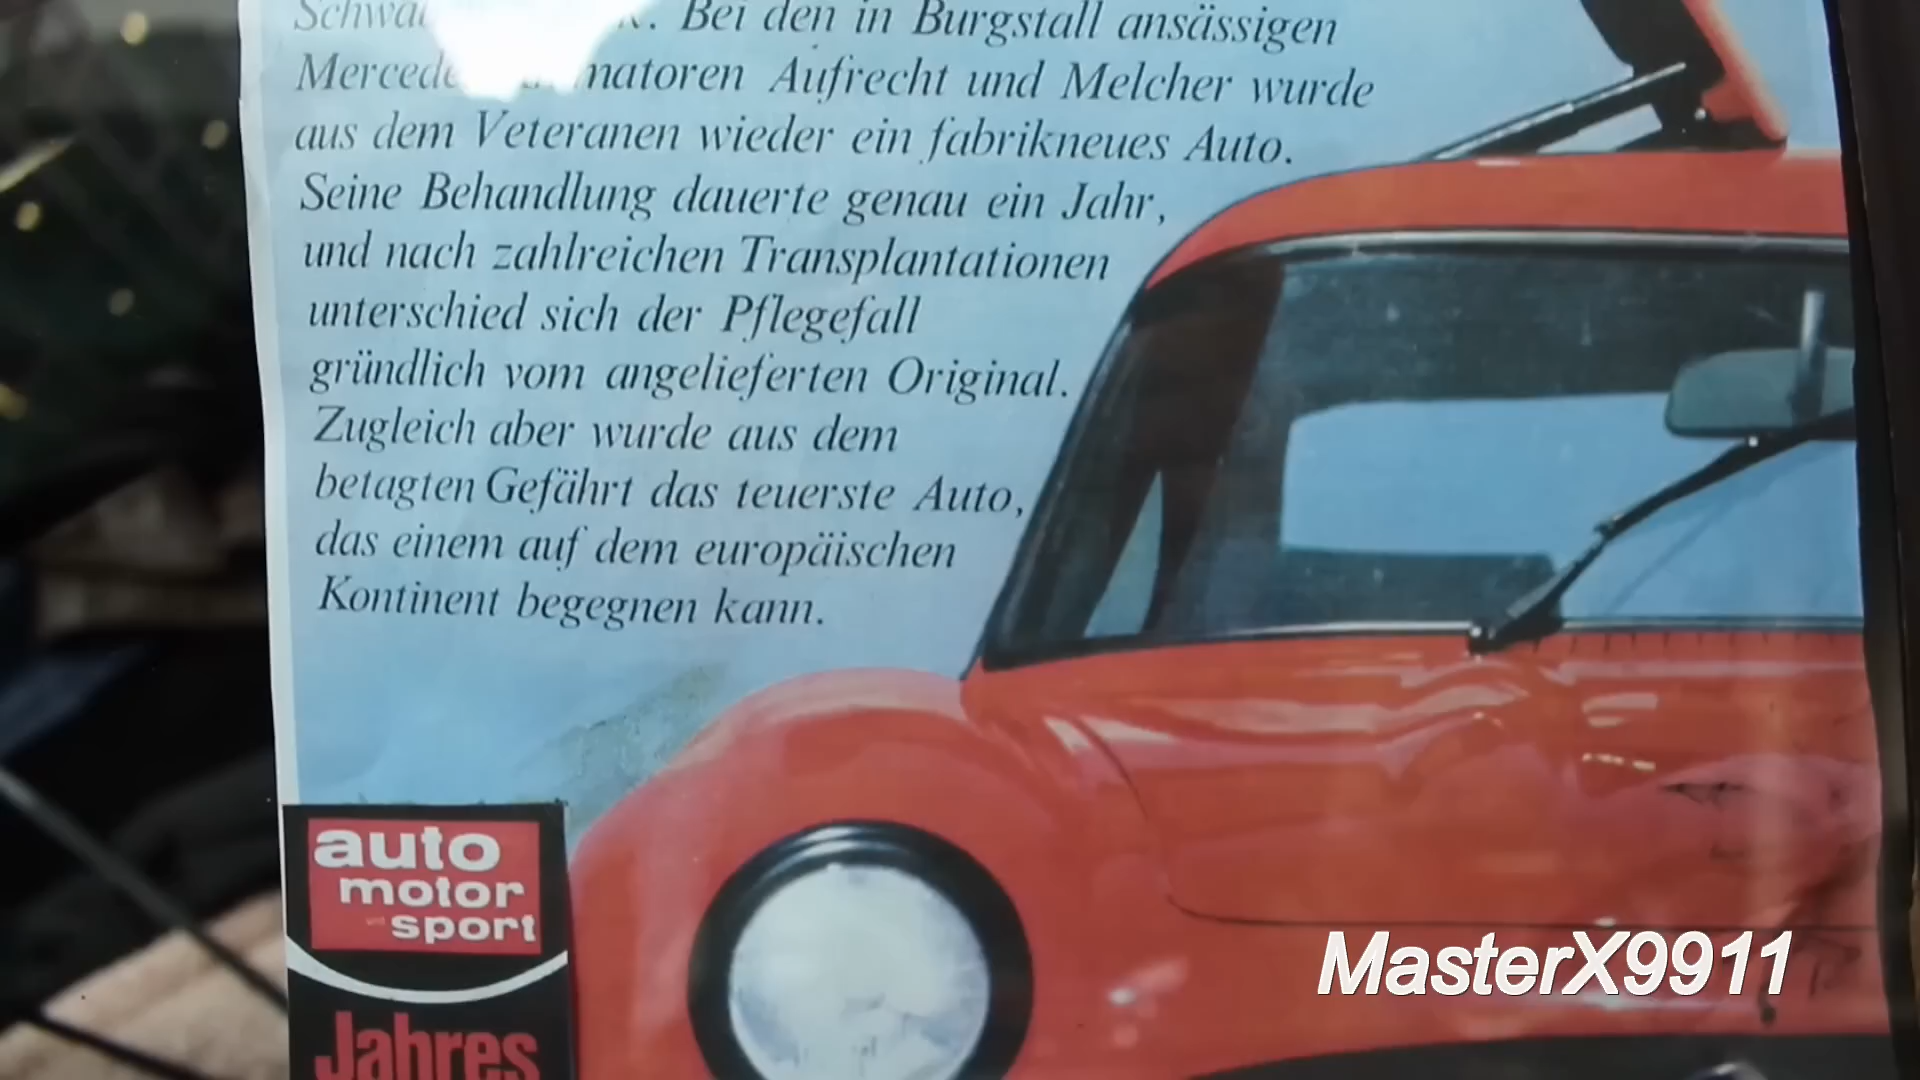 Bei den in Burgstall ansässigen
Aufrecht und Melcher wurde
aus dem Veteranen wieder ein fabrikneues Auto.
Seine Behandlung dauerte genau ein Jahr,
und nach zahlreichen Transplantationen
unterschied sich der Pflegefall
gründlich vom angelieferten Original.
Zugleich aber wurde aus dem
betagten Gefährt das teuerste Auto,
das einem auf dem europäischen
Kontinent begegnen kann.
auto
motor
sport
Jahres
MasterX9911